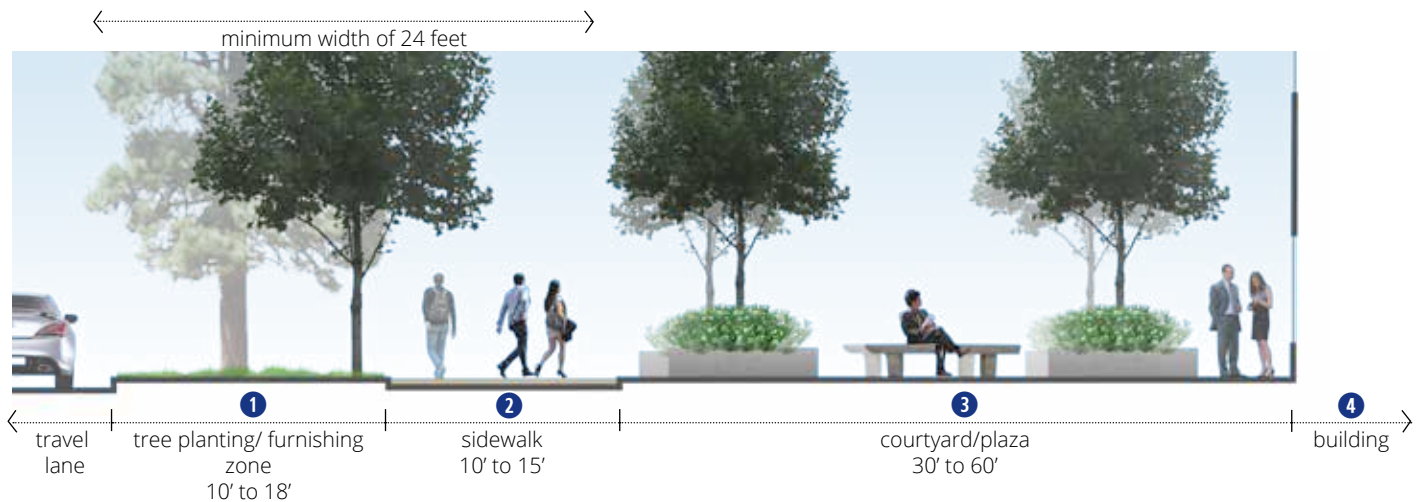 minimum width of 24 feet
1
2
3
4
travel
lane
tree planting/ furnishing
zone
10’ to 18’
sidewalk
10’ to 15’
courtyard/plaza
30’ to 60’
building